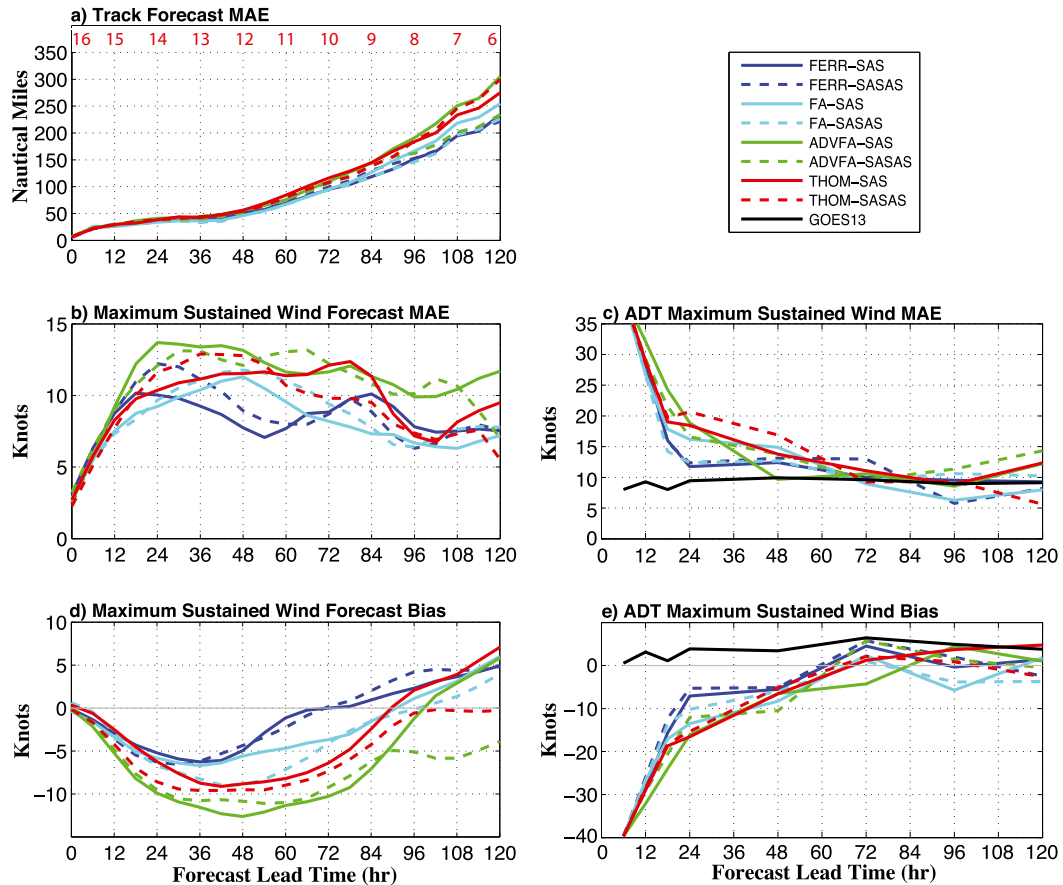 a) Track Forecast MAE
16 15 14 13 12 11 10 9 8 7 6
350
300
250
200
150
100
50
0
Nautical Miles
0 12 24 36 48 60 72 84 96 108 120
FERR-SAS
FERR-SASAS
FA-SAS
FA-SASAS
ADVFA-SAS
ADVFA-SASAS
THOM-SAS
THOM-SASAS
GOES13
b) Maximum Sustained Wind Forecast MAE
15
10
5
0
Knots
0 12 24 36 48 60 72 84 96 108 120
c) ADT Maximum Sustained Wind MAE
35
30
25
20
15
10
5
0
Knots
0 12 24 36 48 60 72 84 96 108 120
d) Maximum Sustained Wind Forecast Bias
10
5
0
-5
-10
Knots
0 12 24 36 48 60 72 84 96 108 120
Forecast Lead Time (hr)
e) ADT Maximum Sustained Wind Bias
0
-10
-20
-30
-40
Knots
0 12 24 36 48 60 72 84 96 108 120
Forecast Lead Time (hr)